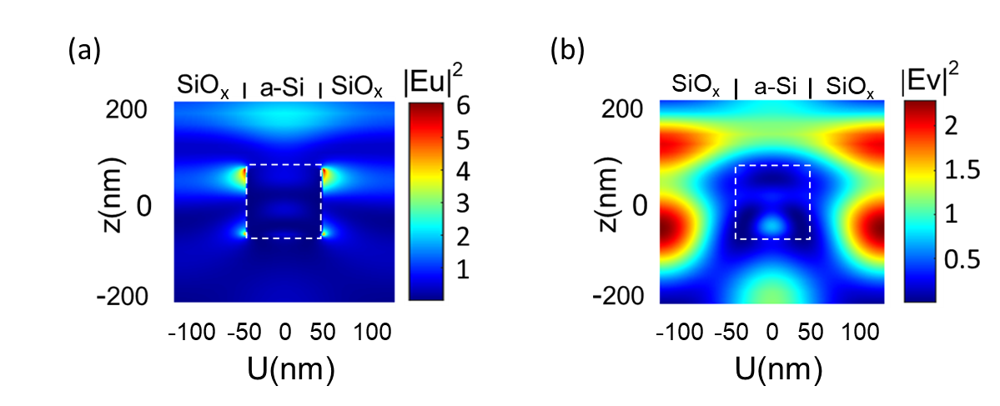 (a)
SiOx | a-Si | SiOx |Eu|²
200
0
-200
z(nm)
-100 -50 0 50 100
U(nm)
6
5
4
3
2
1
(b)
SiOx | a-Si | SiOx |Ev|²
200
0
-200
z(nm)
-100 -50 0 50 100
U(nm)
2
1.5
1
0.5